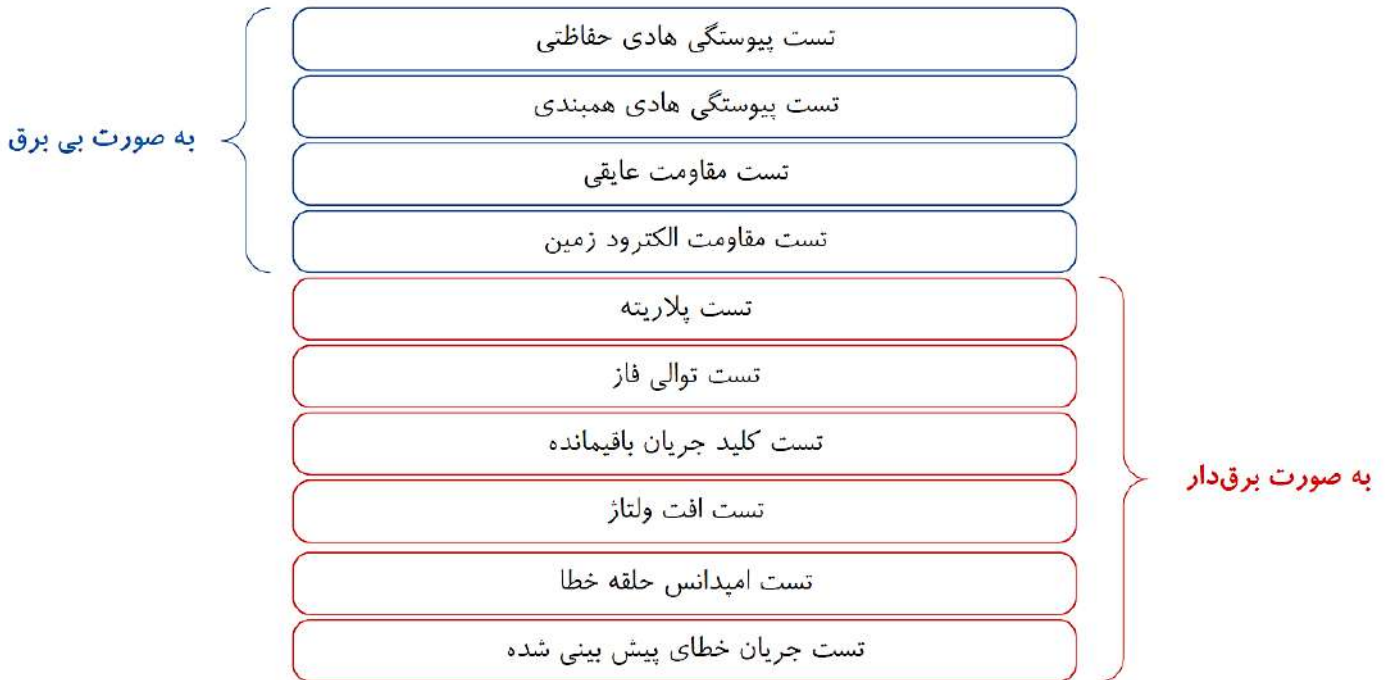 تست پیوستگی هادی حفاظتی
تست پیوستگی هادی همبندی
به صورت بی برق
تست مقاومت عایقی
تست مقاومت الکترود زمین
تست پلاریته
تست توالی فاز
تست کلید جریان باقیمانده
به صورت برق‌دار
تست افت ولتاژ
تست امپدانس حلقه خطا
تست جریان خطای پیش بینی شده